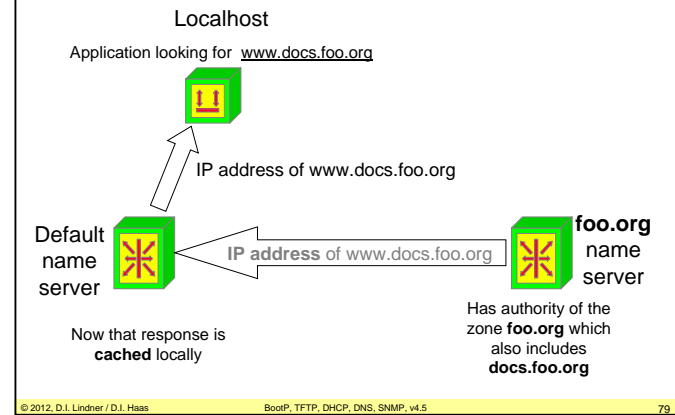 Localhost
Application looking for www.docs.foo.org
IP address of www.docs.foo.org
Default
name
server
IP address of www.docs.foo.org
foo.org
name
server
Now that response is
cached locally
Has authority of the
zone foo.org which
also includes
docs.foo.org
© 2012, D.I. Lindner / D.I. Haas
BootP, TFTP, DHCP, DNS, SNMP, v4.5
79